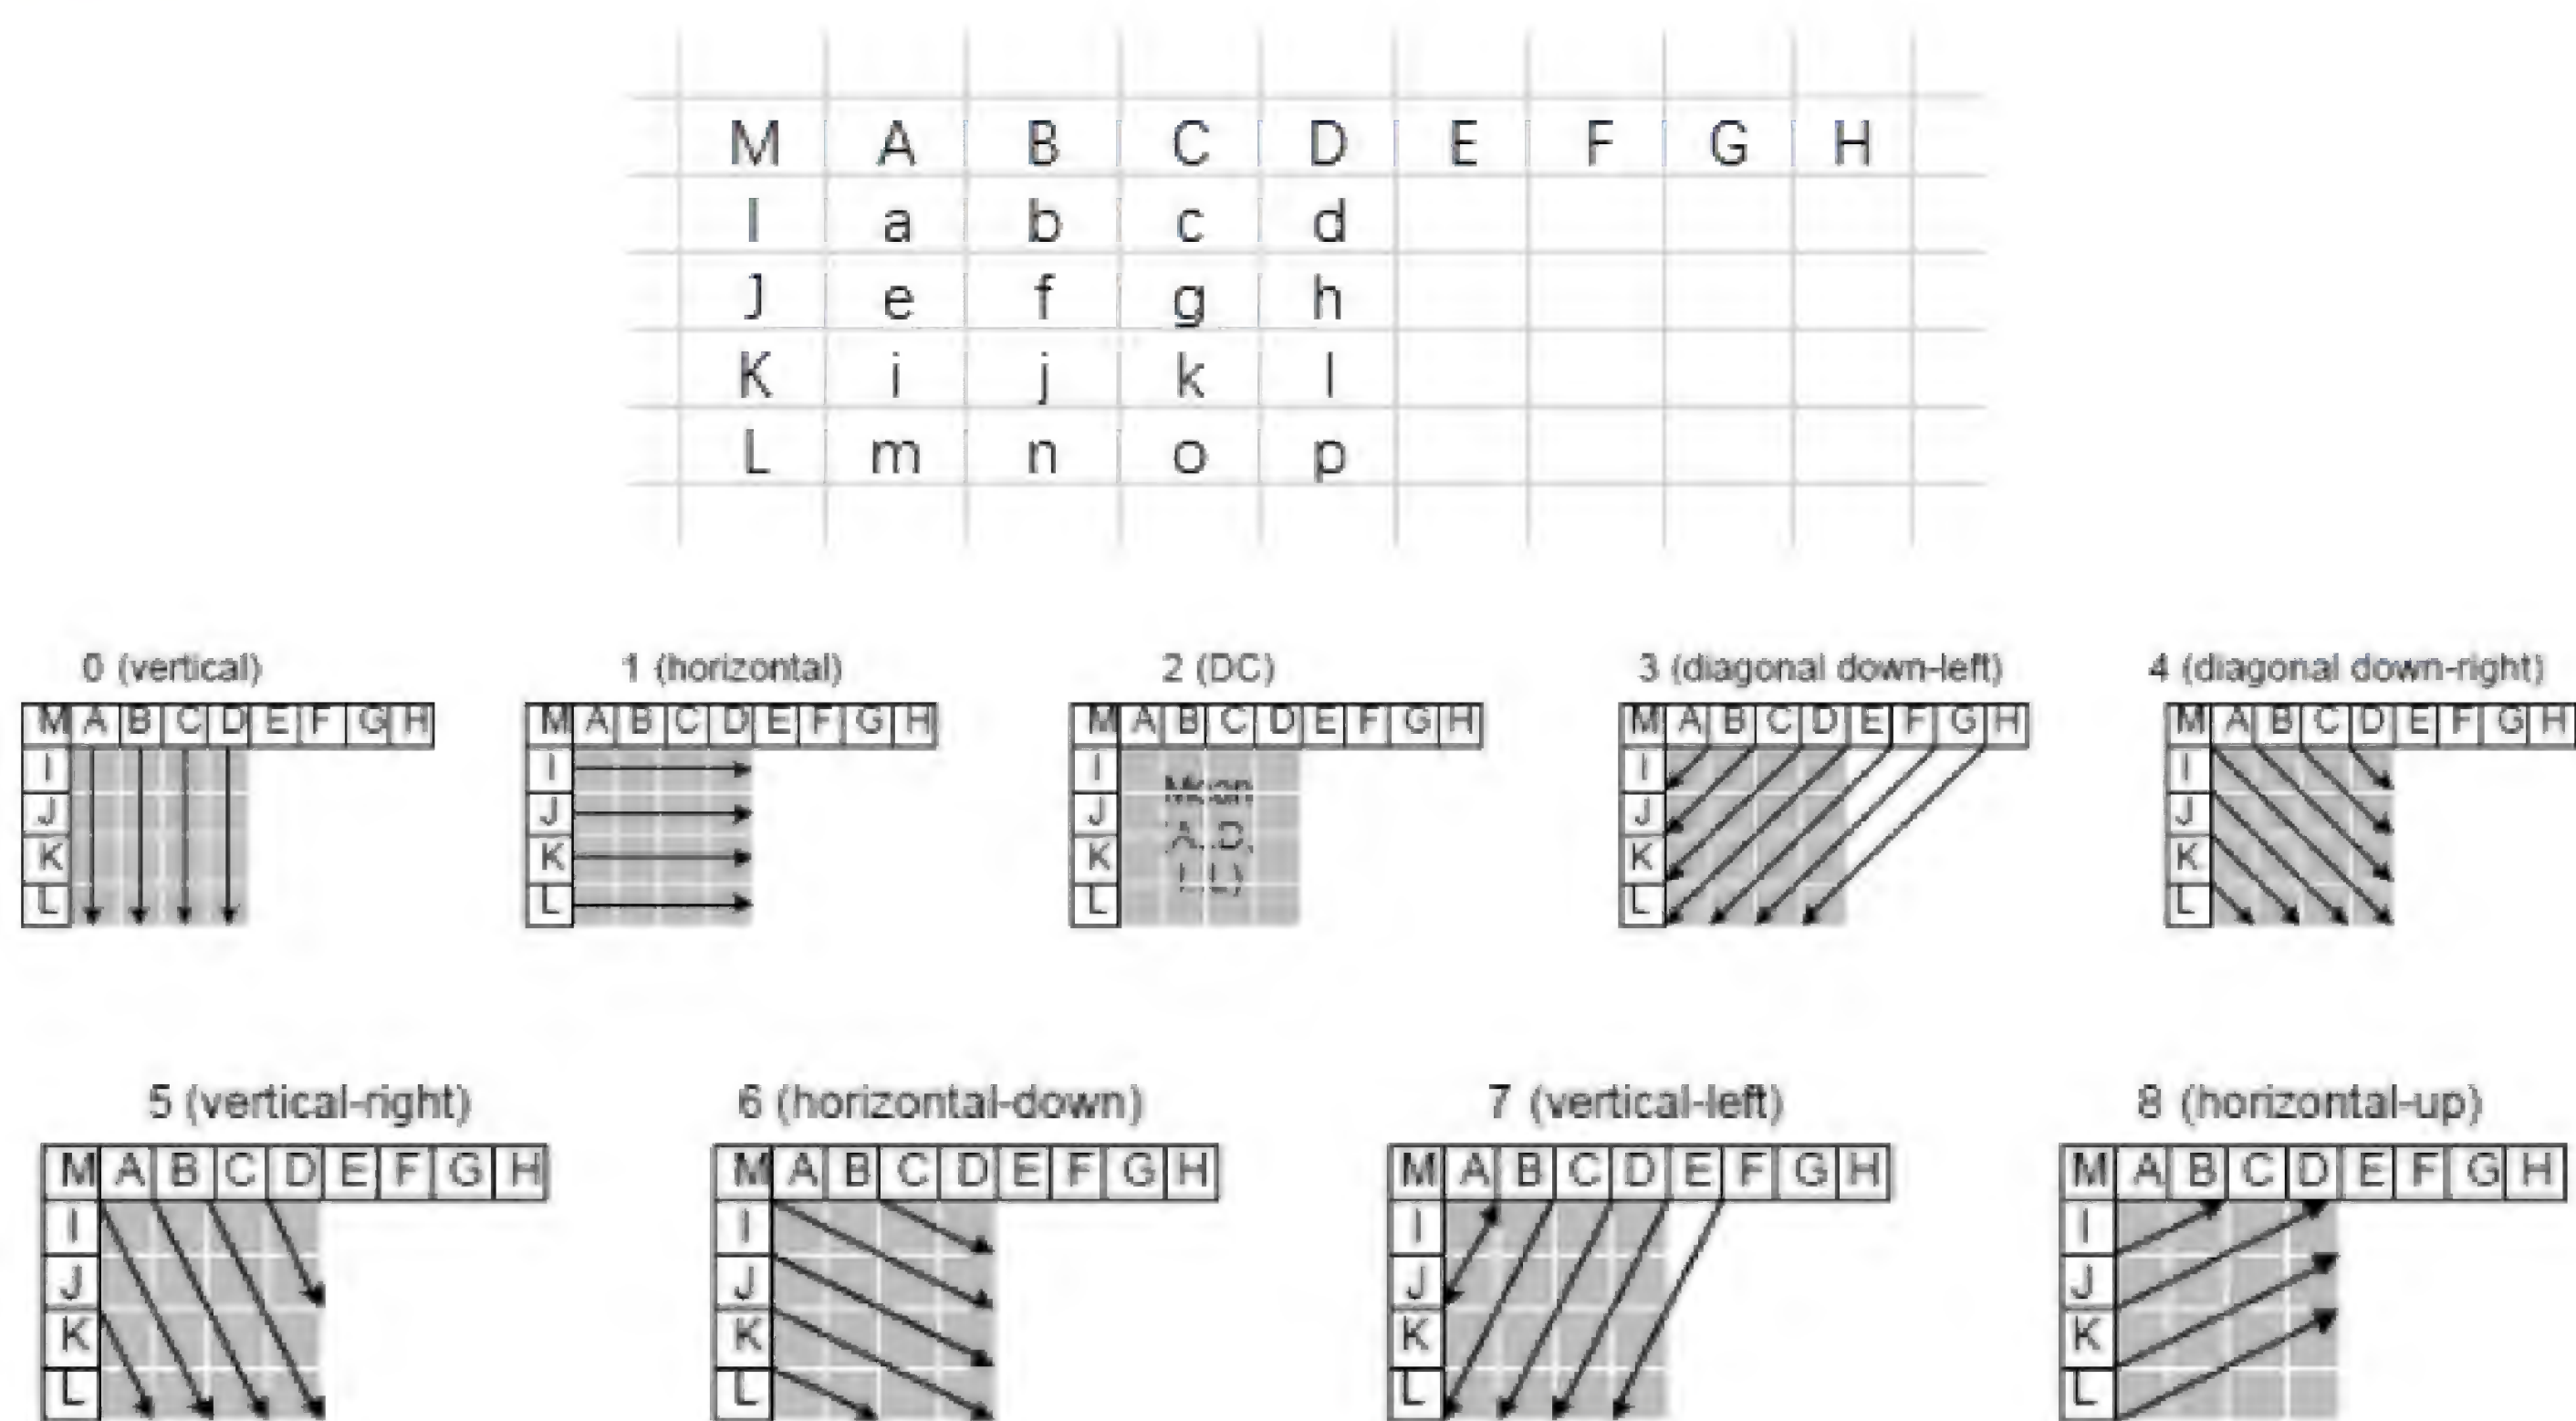 M A B C D E F G H
I a b c d
J e f g h
K i j k l
L m n o p
0 (vertical) 1 (horizontal) 2 (DC) 3 (diagonal down-left) 4 (diagonal down-right)
M A B C D E F G H M A B C D E F G H M A B C D E F G H M A B C D E F G H M A B C D E F G H
I I I I I
Mean
J J J J J
K K K K K
L L L L L
5 (vertical-right) 6 (horizontal-down) 7 (vertical-left) 8 (horizontal-up)
M A B C D E F G H M A B C D E F G H M A B C D E F G H M A B C D E F G H
I I I I
J J J J
K K K K
L L L L